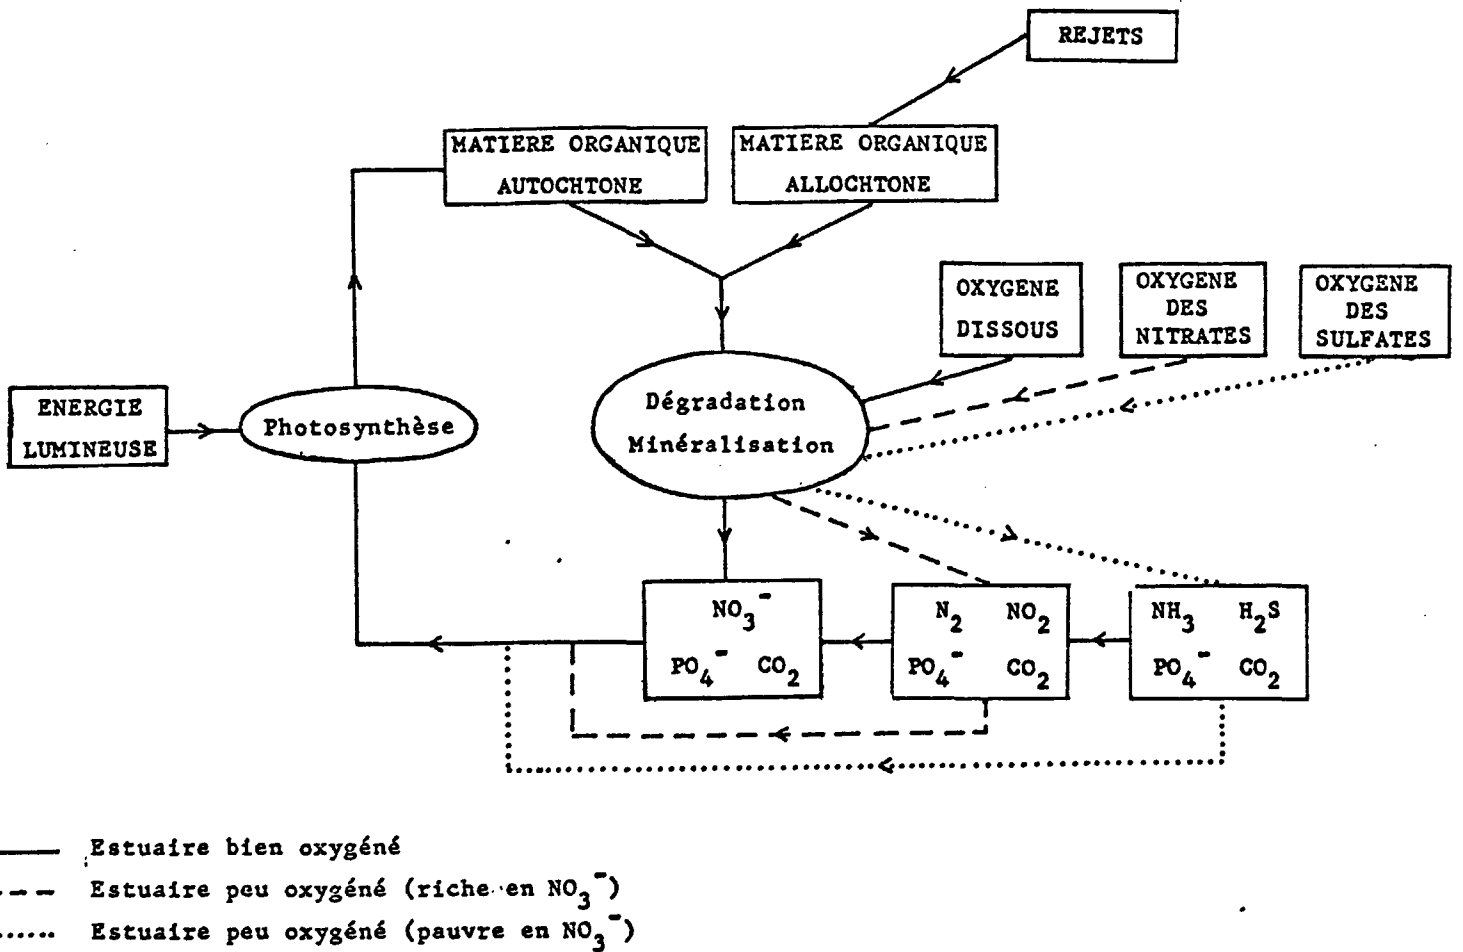 REJETS
MATIERE ORGANIQUE
AUTOCHTONE
MATIERE ORGANIQUE
ALLOCHTONE
OXYGENE
DISSOUS
OXYGENE
DES
NITRATES
OXYGENE
DES
SULFATES
ENERGIE
LUMINEUSE
Photosynthèse
Dégradation
Minéralisation
NO₃⁻
PO₄⁻ CO₂
N₂ NO₂
PO₄⁻ CO₂
NH₃ H₂S
PO₄⁻ CO₂
Estuaire bien oxygéné
Estuaire peu oxygéné (riche en NO₃⁻)
Estuaire peu oxygéné (pauvre en NO₃⁻)